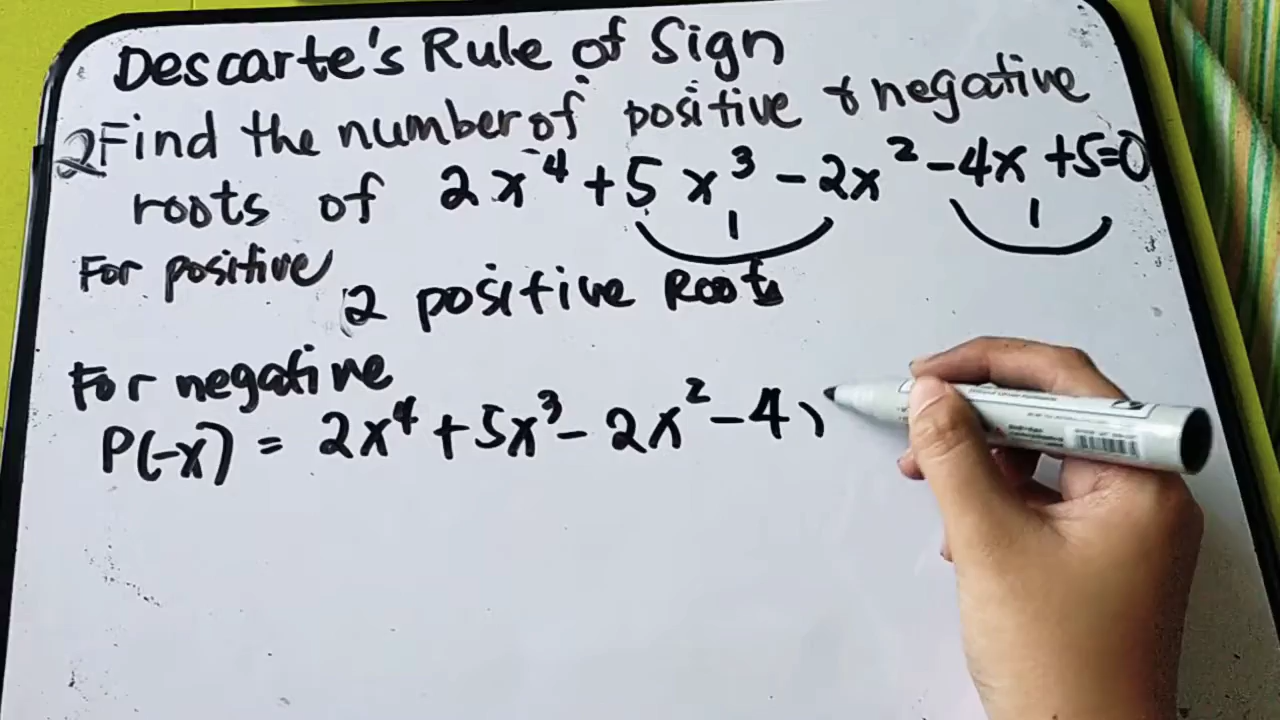 Descarte's Rule of Sign
2 Find the number of positive & negative
roots of 2x⁴ + 5x³ - 2x² - 4x + 5 = 0
1 1
For positive
2 positive Roots
For negative
P(-x) = 2x⁴ + 5x³ - 2x² - 4